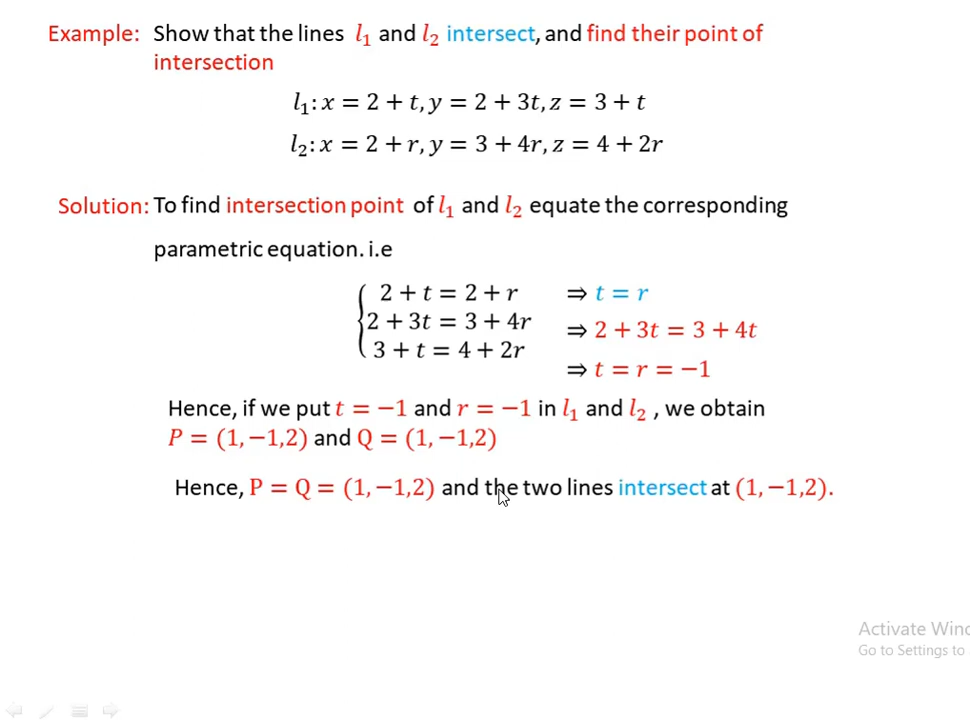 Example: Show that the lines l₁ and l₂ intersect, and find their point of
intersection
l₁: x = 2 + t, y = 2 + 3t, z = 3 + t
l₂: x = 2 + r, y = 3 + 4r, z = 4 + 2r
Solution: To find intersection point of l₁ and l₂ equate the corresponding
parametric equation. i.e
2 + t = 2 + r ⇒ t = r
2 + 3t = 3 + 4r ⇒ 2 + 3t = 3 + 4t
3 + t = 4 + 2r
⇒ t = r = −1
Hence, if we put t = −1 and r = −1 in l₁ and l₂ , we obtain
P = (1, −1,2) and Q = (1, −1,2)
Hence, P = Q = (1, −1,2) and the two lines intersect at (1, −1,2).
Activate Wind
Go to Settings to